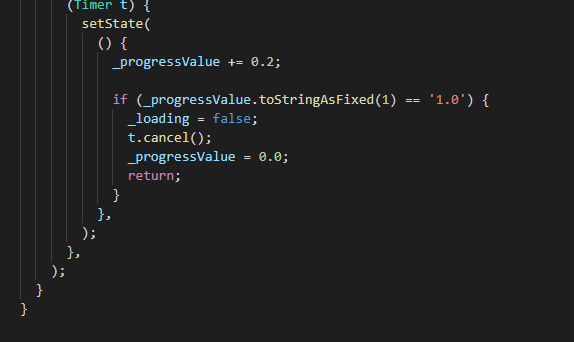 (Timer t) {
setState(
() {
_progressValue += 0.2;
if (_progressValue.toStringAsFixed(1) == '1.0') {
_loading = false;
t.cancel();
_progressValue = 0.0;
return;
}
},
);
},
);
}
}